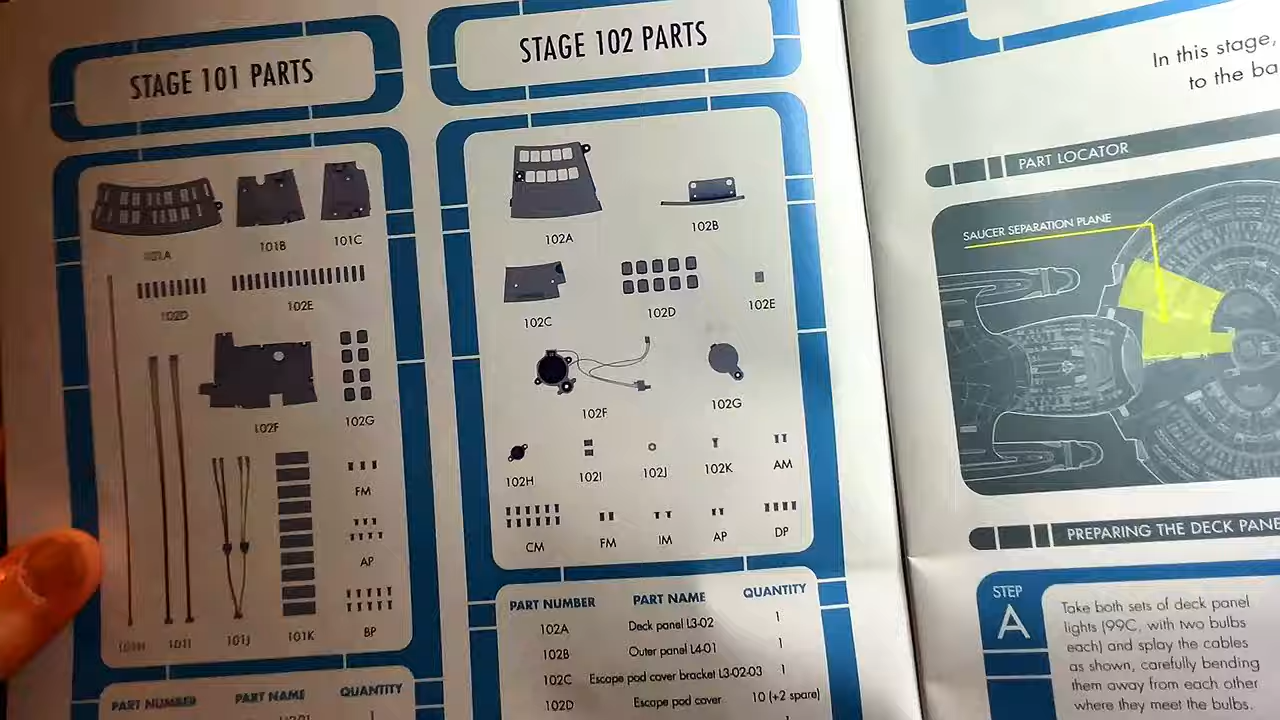 STAGE 101 PARTS
101A
101B
101C
102D
102E
102F
102G
FM
AP
BP
101H
101I
101J
101K
PART NUMBER PART NAME QUANTITY
STAGE 102 PARTS
102A
102B
102C
102D
102E
102F
102G
102H
102I
102J
102K
AM
CM
FM
IM
AP
DP
PART NUMBER PART NAME QUANTITY
102A Deck panel L3-02 1
102B Outer panel L4-01 1
102C Escape pod cover bracket L3-02-03 1
102D Escape pod cover 10 (+2 spare)
In this stage,
to the ba
PART LOCATOR
SAUCER SEPARATION PLANE
PREPARING THE DECK PANE
STEP
A
Take both sets of deck panel
lights (99C, with two bulbs
each) and splay the cables
as shown, carefully bending
them away from each other
where they meet the bulbs.